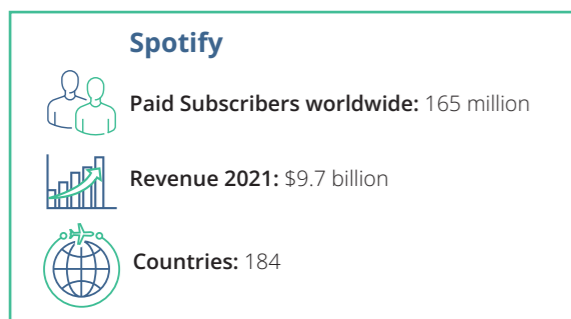 Spotify
Paid Subscribers worldwide: 165 million
Revenue 2021: $9.7 billion
Countries: 184